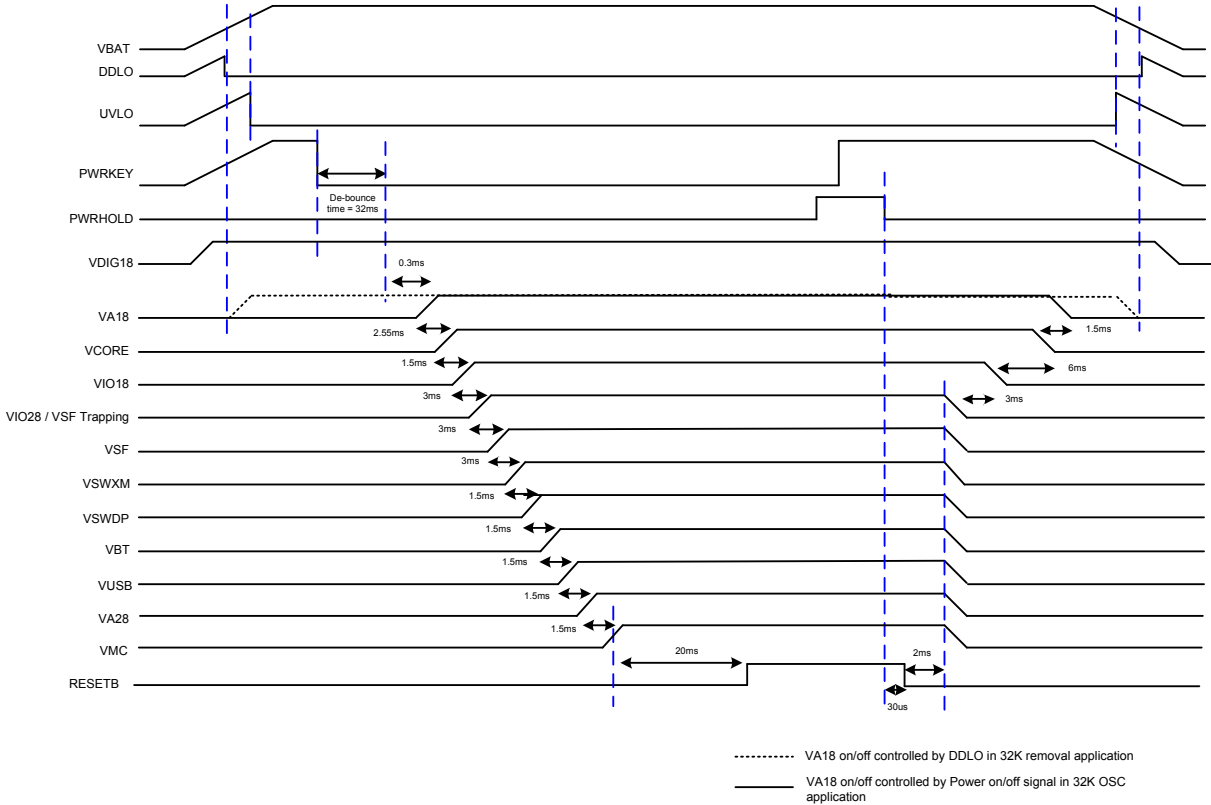 VBAT
DDLO
UVLO
PWRKEY
De-bounce
time = 32ms
PWRHOLD
VDIG18
0.3ms
VA18
2.55ms
1.5ms
VCORE
1.5ms
6ms
VIO18
3ms
3ms
VIO28 / VSF Trapping
3ms
VSF
3ms
VSWXM
1.5ms
VSWDP
1.5ms
VBT
1.5ms
VUSB
1.5ms
VA28
1.5ms
VMC
20ms
2ms
RESETB
30us
VA18 on/off controlled by DDLO in 32K removal application
VA18 on/off controlled by Power on/off signal in 32K OSC
application